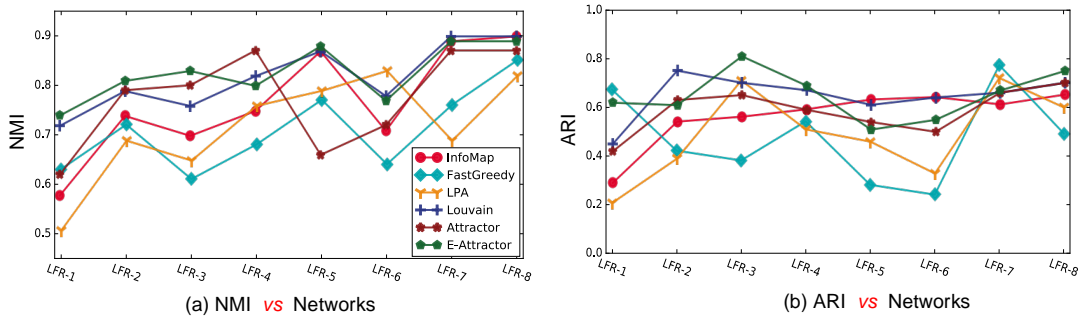 NMI
0.9
0.8
0.7
0.6
0.5
InfoMap
FastGreedy
LPA
Louvain
Attractor
E-Attractor
LFR-1 LFR-2 LFR-3 LFR-4 LFR-5 LFR-6 LFR-7 LFR-8
(a) NMI vs Networks
ARI
1.0
0.8
0.6
0.4
0.2
0.0
LFR-1 LFR-2 LFR-3 LFR-4 LFR-5 LFR-6 LFR-7 LFR-8
(b) ARI vs Networks